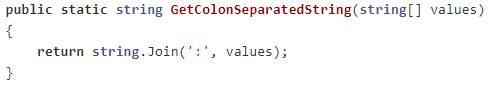 public static string GetColonSeparatedString(string[] values)
{
    return string.Join(':', values);
}